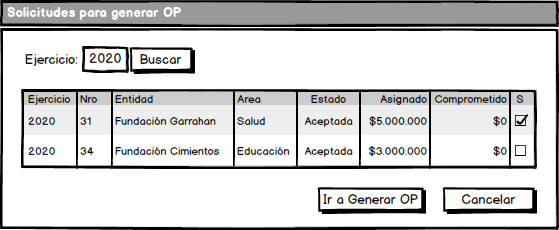 Solicitudes para generar OP
Ejercicio: 2020 Buscar
Ejercicio Nro Entidad Area Estado Asignado Comprometido S
2020 31 Fundación Garrahan Salud Aceptada $5.000.000 $0
2020 34 Fundación Cimientos Educación Aceptada $3.000.000 $0
Ir a Generar OP Cancelar